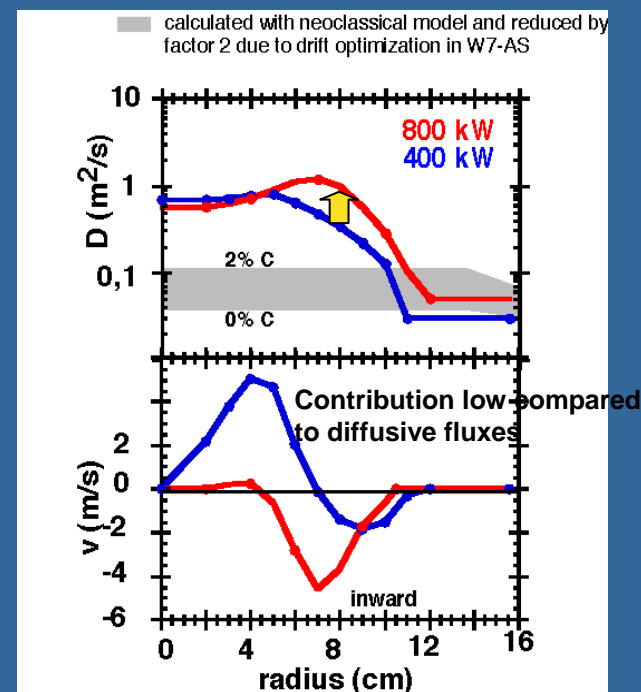 calculated with neoclassical model and reduced by
factor 2 due to drift optimization in W7-AS
10
800 kW
400 kW
D (m²/s)
1
2% C
0,1
0% C
Contribution low compared
to diffusive fluxes
2
0
v (m/s)
-2
-4
inward
-6
0 4 8 12 16
radius (cm)